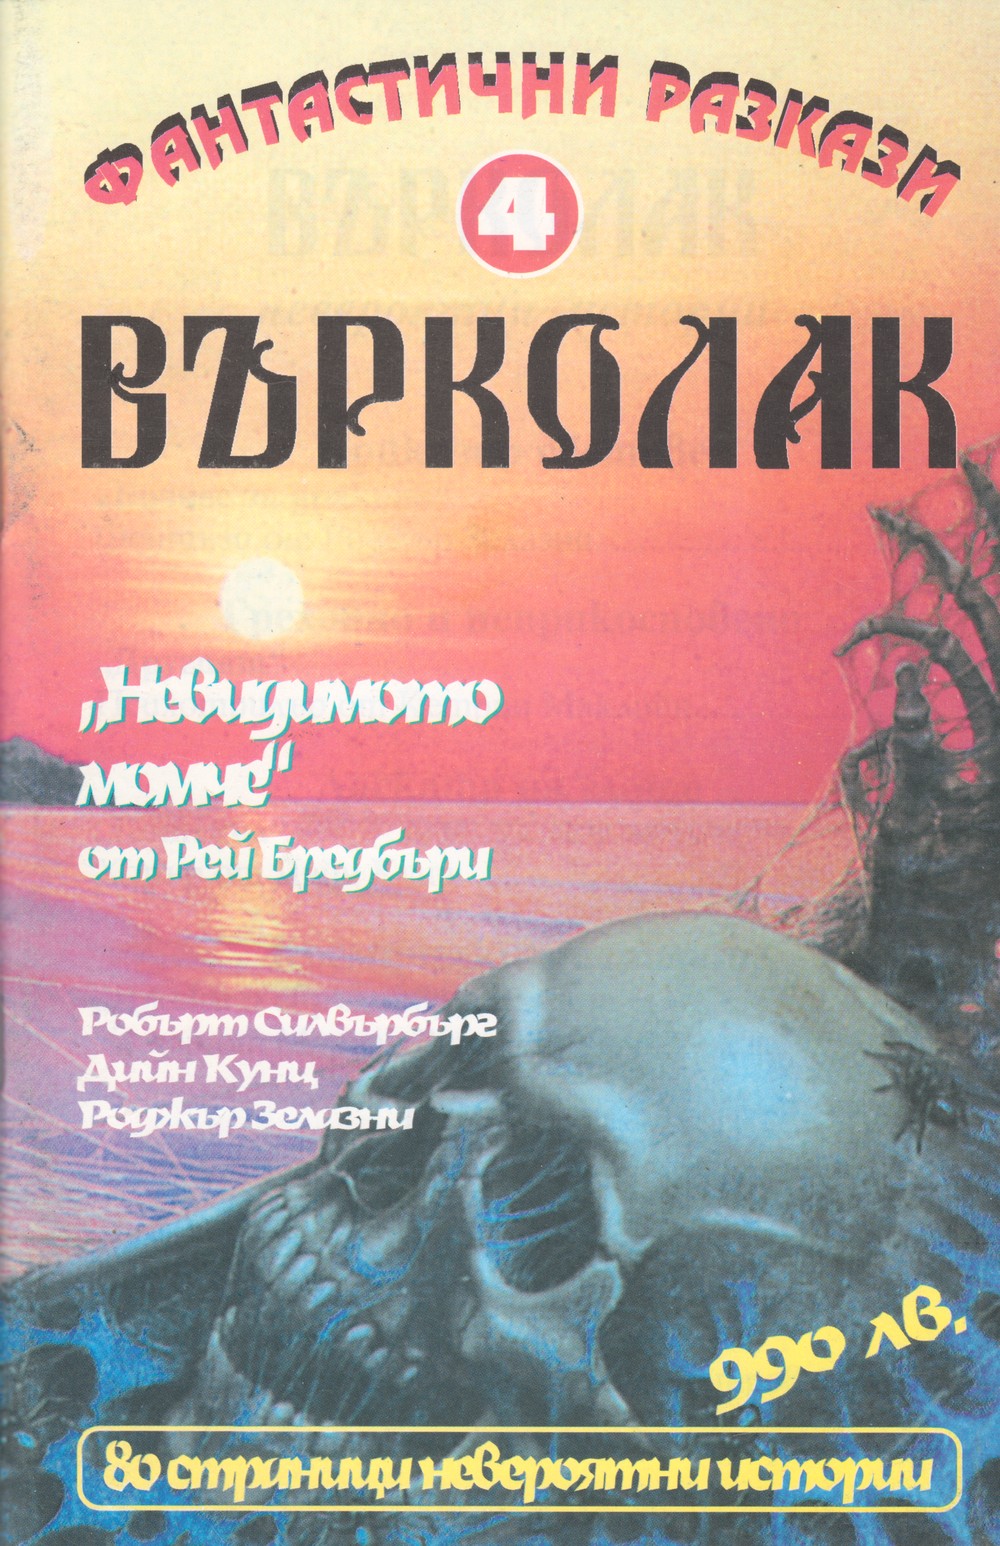 ФАНТАСТИЧНИ РАЗКАЗИ
4
ВЪРКОЛАК
„Невидимото
момче“
от Рей Бредбъри
Робърт Силвърбърг
Дийн Кунц
Роджър Зелазни
990 лв.
80 страници невероятни истории